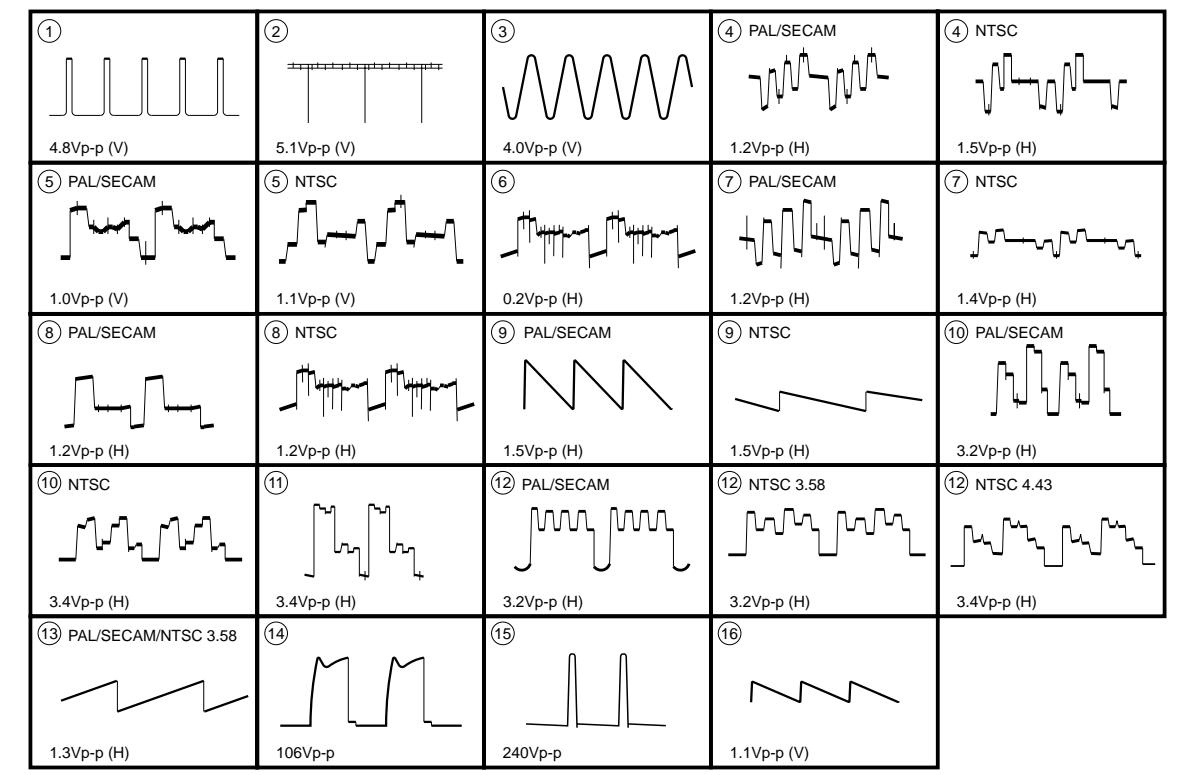 ① ② ③ ④ PAL/SECAM ④ NTSC
4.8Vp-p (V) 5.1Vp-p (V) 4.0Vp-p (V) 1.2Vp-p (H) 1.5Vp-p (H)
⑤ PAL/SECAM ⑤ NTSC ⑥ ⑦ PAL/SECAM ⑦ NTSC
1.0Vp-p (V) 1.1Vp-p (V) 0.2Vp-p (H) 1.2Vp-p (H) 1.4Vp-p (H)
⑧ PAL/SECAM ⑧ NTSC ⑨ PAL/SECAM ⑨ NTSC ⑩ PAL/SECAM
1.2Vp-p (H) 1.2Vp-p (H) 1.5Vp-p (H) 1.5Vp-p (H) 3.2Vp-p (H)
⑩ NTSC ⑪ ⑫ PAL/SECAM ⑫ NTSC 3.58 ⑫ NTSC 4.43
3.4Vp-p (H) 3.4Vp-p (H) 3.2Vp-p (H) 3.2Vp-p (H) 3.4Vp-p (H)
⑬ PAL/SECAM/NTSC 3.58 ⑭ ⑮ ⑯
1.3Vp-p (H) 106Vp-p 240Vp-p 1.1Vp-p (V)